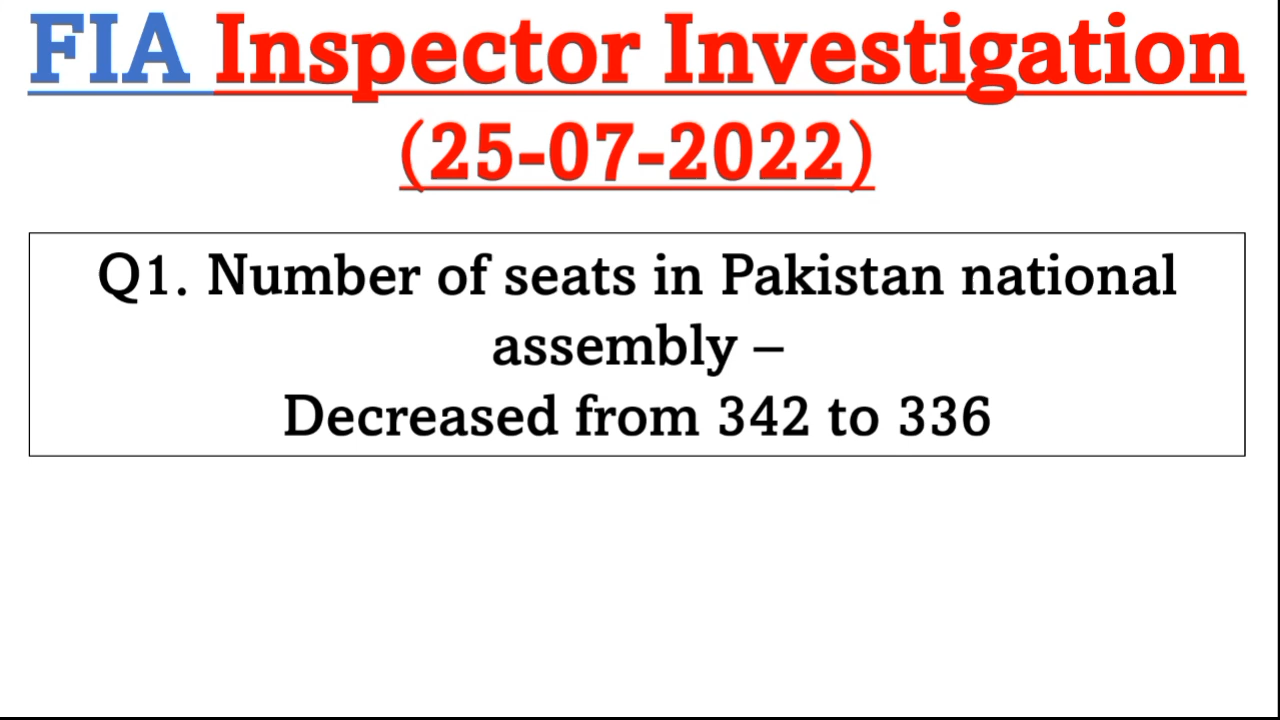 FIA Inspector Investigation
(25-07-2022)
Q1. Number of seats in Pakistan national
assembly –
Decreased from 342 to 336